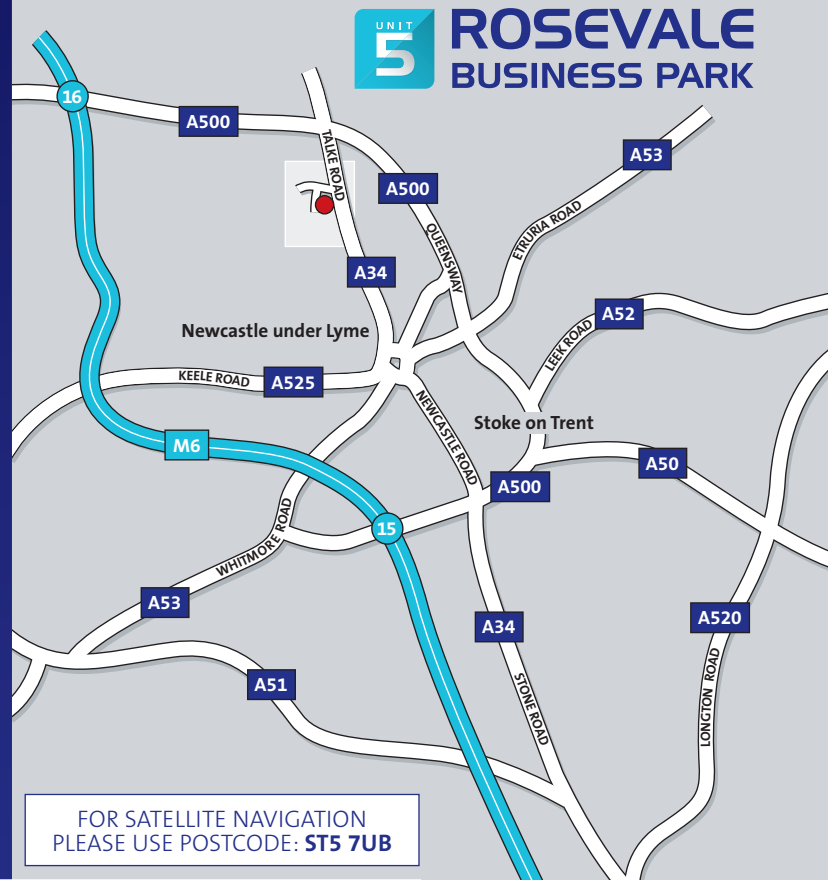 UNIT
5
ROSEVALE
BUSINESS PARK
16
A500
TALKE ROAD
A53
A500
ETRURIA ROAD
QUEENSWAY
A34
A52
Newcastle under Lyme
LEEK ROAD
KEELE ROAD
A525
NEWCASTLE ROAD
Stoke on Trent
M6
A50
A500
15
WHITMORE ROAD
A53
A520
A34
LONGTON ROAD
A51
STONE ROAD
FOR SATELLITE NAVIGATION
PLEASE USE POSTCODE: ST5 7UB